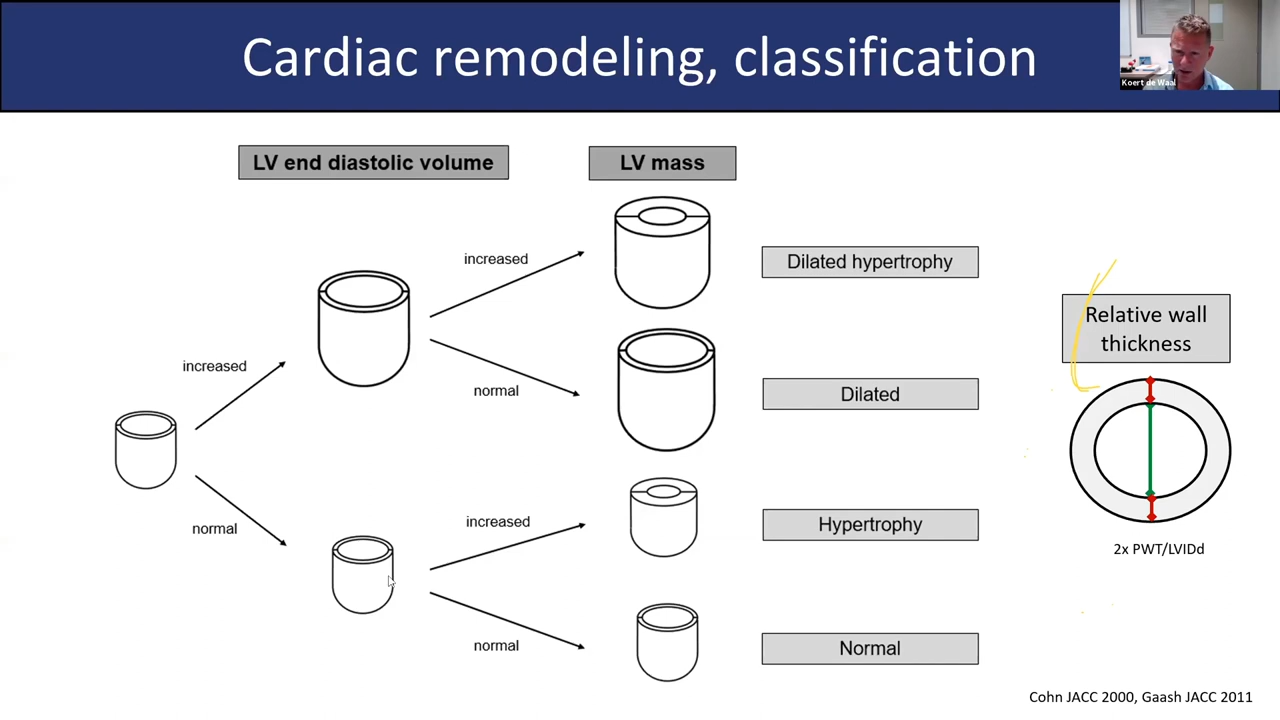 Cardiac remodeling, classification
Koert de Waal
LV end diastolic volume
LV mass
increased
Dilated hypertrophy
increased
normal
Dilated
Relative wall
thickness
normal
increased
Hypertrophy
2x PWT/LVIDd
normal
Normal
Cohn JACC 2000, Gaash JACC 2011